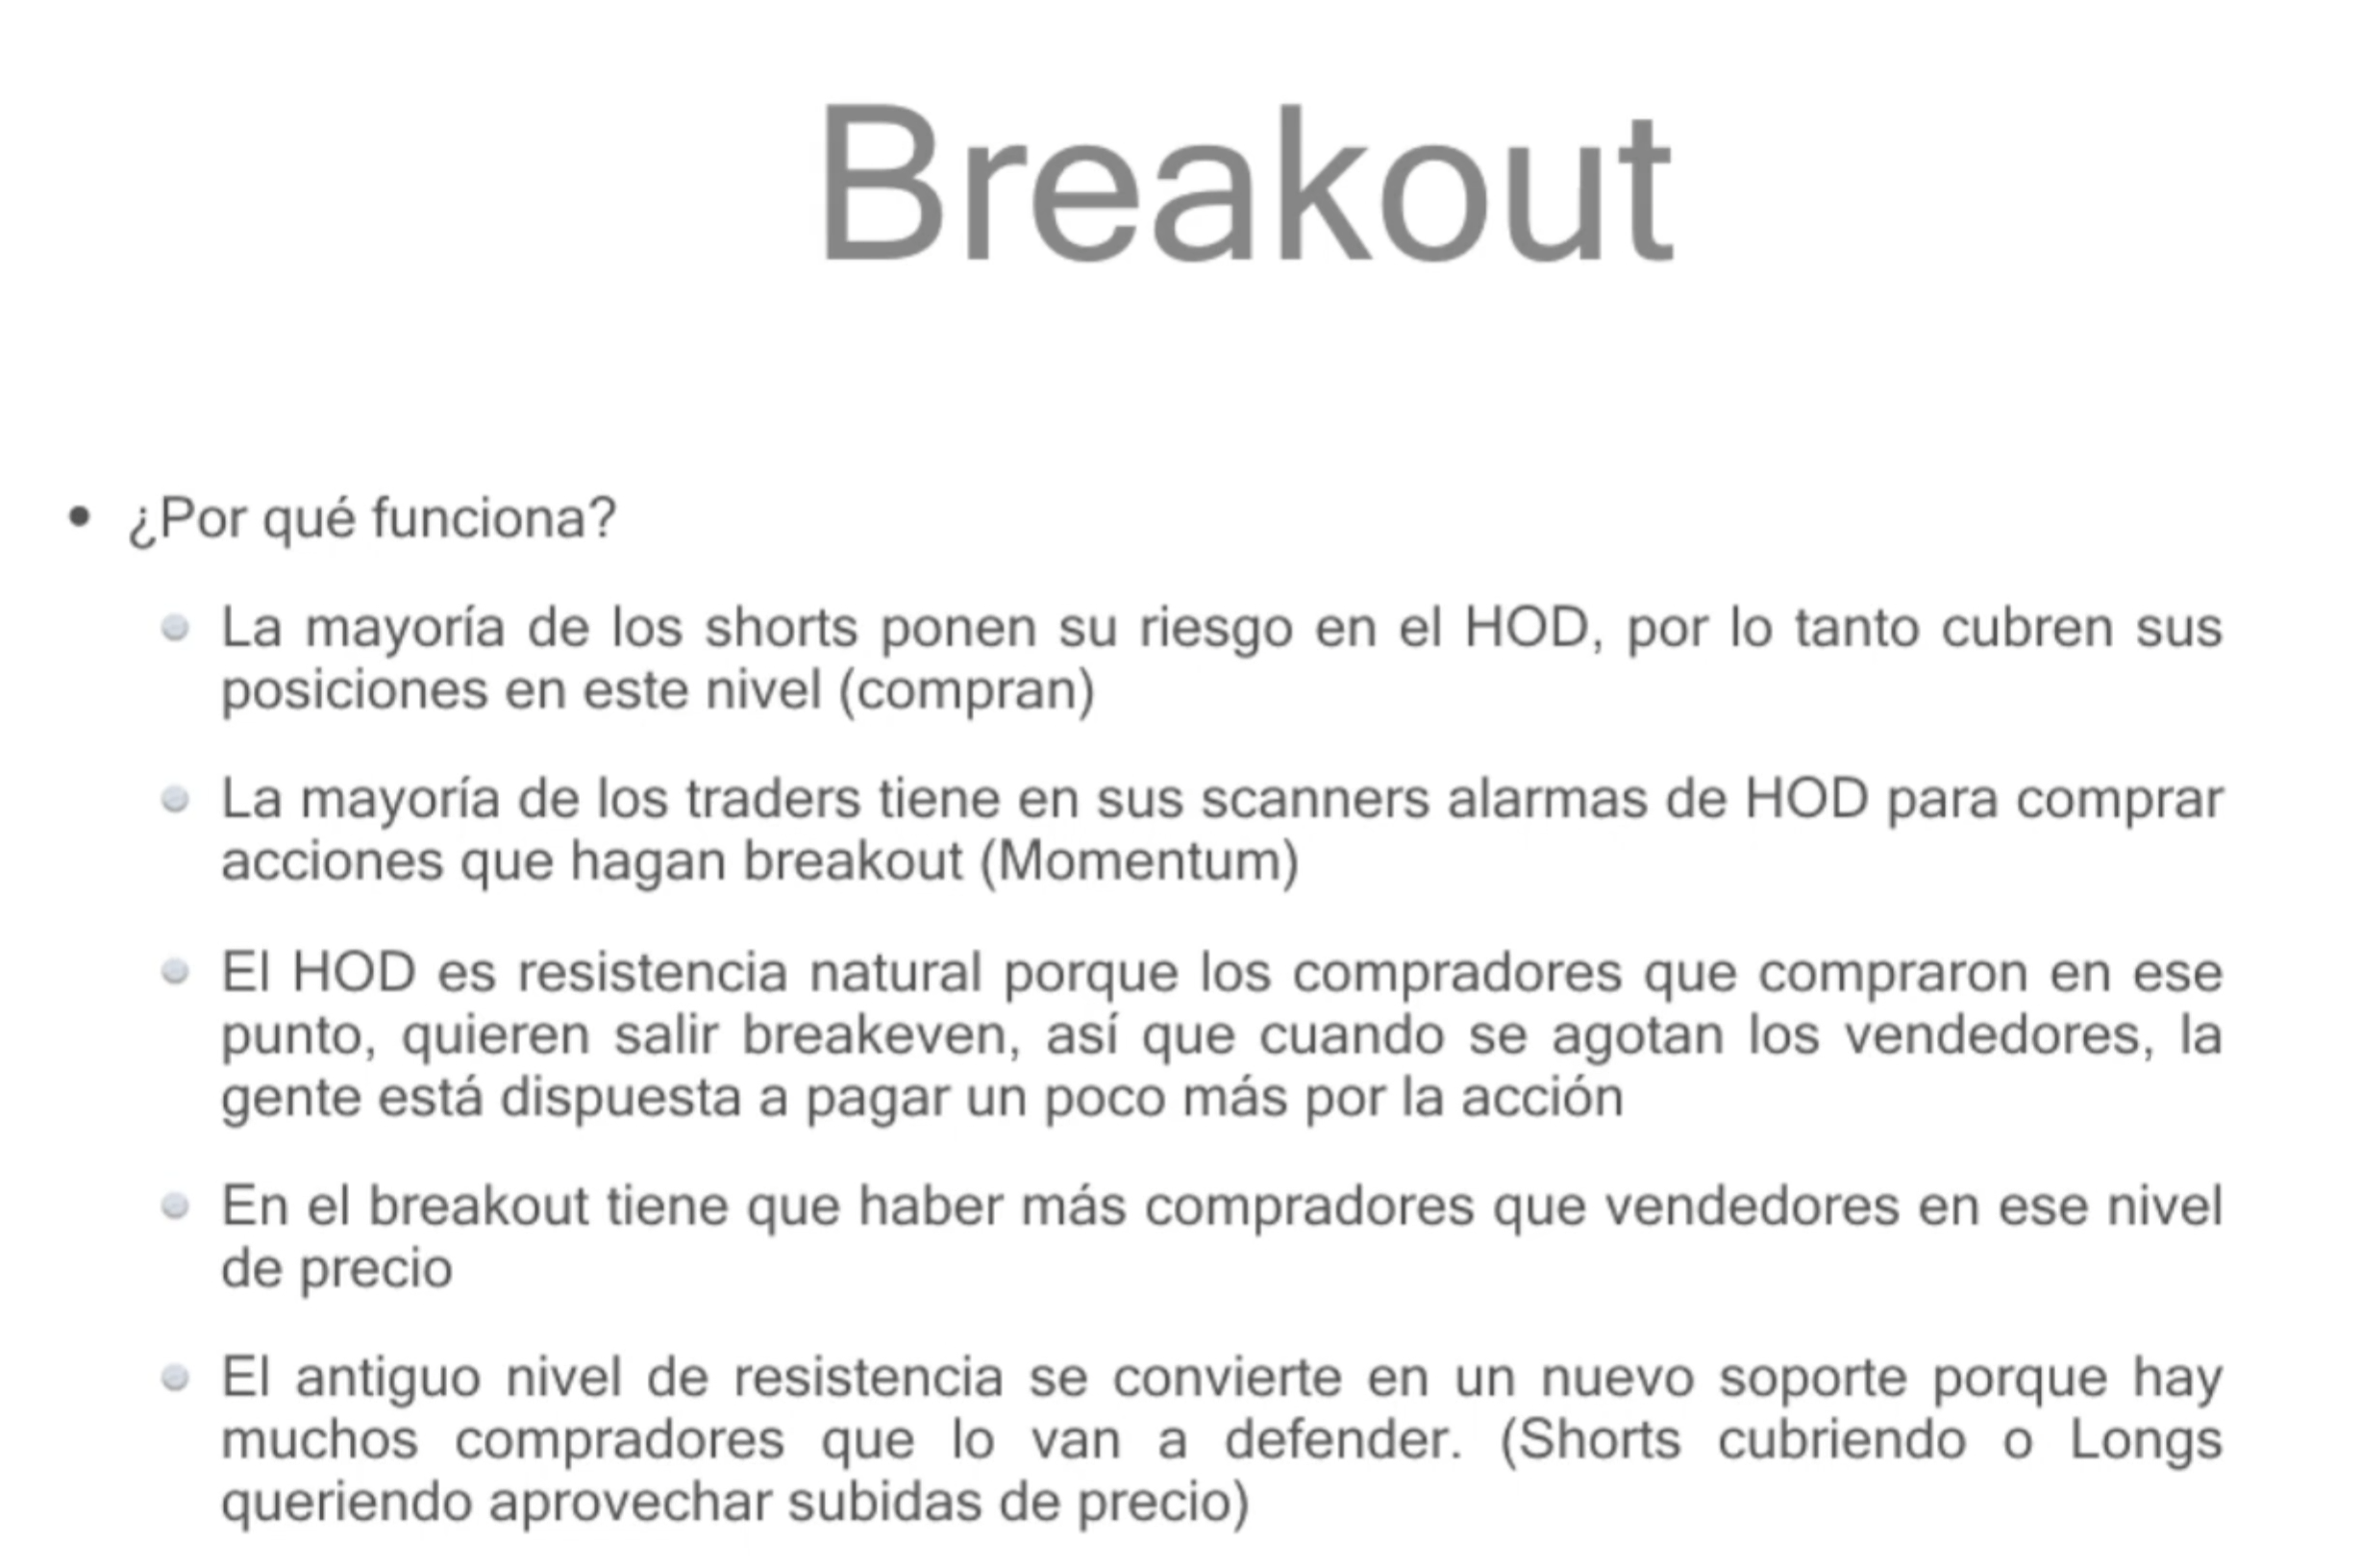 Breakout
• ¿Por qué funciona?
La mayoría de los shorts ponen su riesgo en el HOD, por lo tanto cubren sus
posiciones en este nivel (compran)
La mayoría de los traders tiene en sus scanners alarmas de HOD para comprar
acciones que hagan breakout (Momentum)
El HOD es resistencia natural porque los compradores que compraron en ese
punto, quieren salir breakeven, así que cuando se agotan los vendedores, la
gente está dispuesta a pagar un poco más por la acción
En el breakout tiene que haber más compradores que vendedores en ese nivel
de precio
El antiguo nivel de resistencia se convierte en un nuevo soporte porque hay
muchos compradores que lo van a defender. (Shorts cubriendo o Longs
queriendo aprovechar subidas de precio)